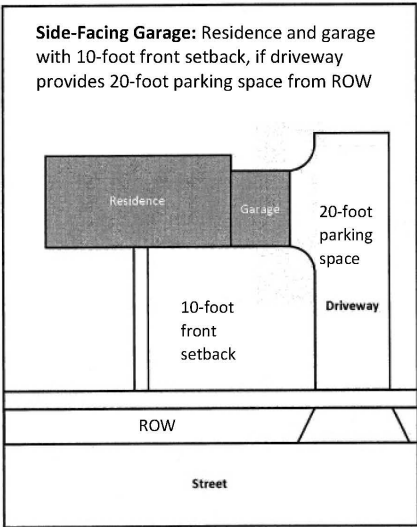 Side-Facing Garage: Residence and garage
with 10-foot front setback, if driveway
provides 20-foot parking space from ROW
Residence
Garage
20-foot
parking
space
10-foot
front
setback
Driveway
ROW
Street